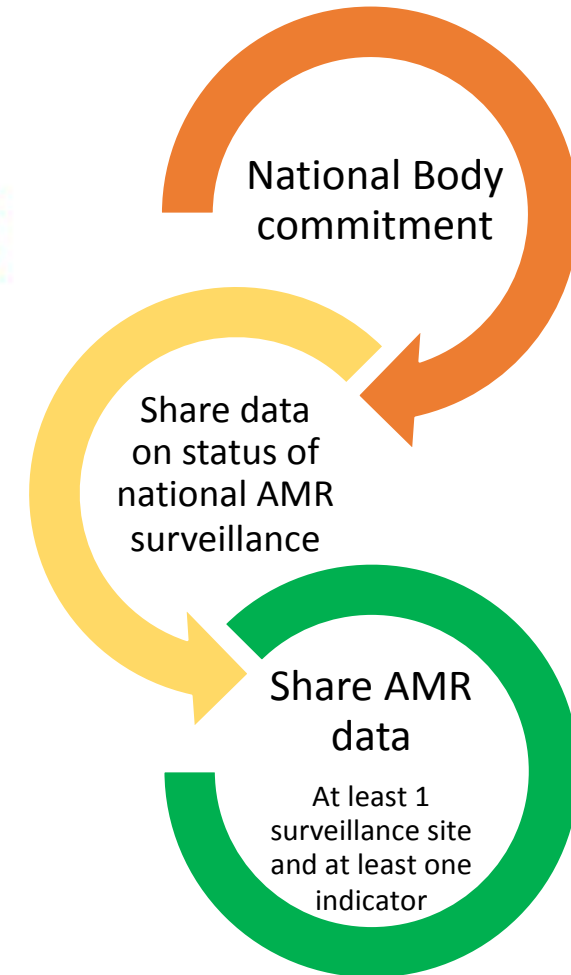 National Body
commitment
Share data
on status of
national AMR
surveillance
Share AMR
data
At least 1
surveillance site
and at least one
indicator